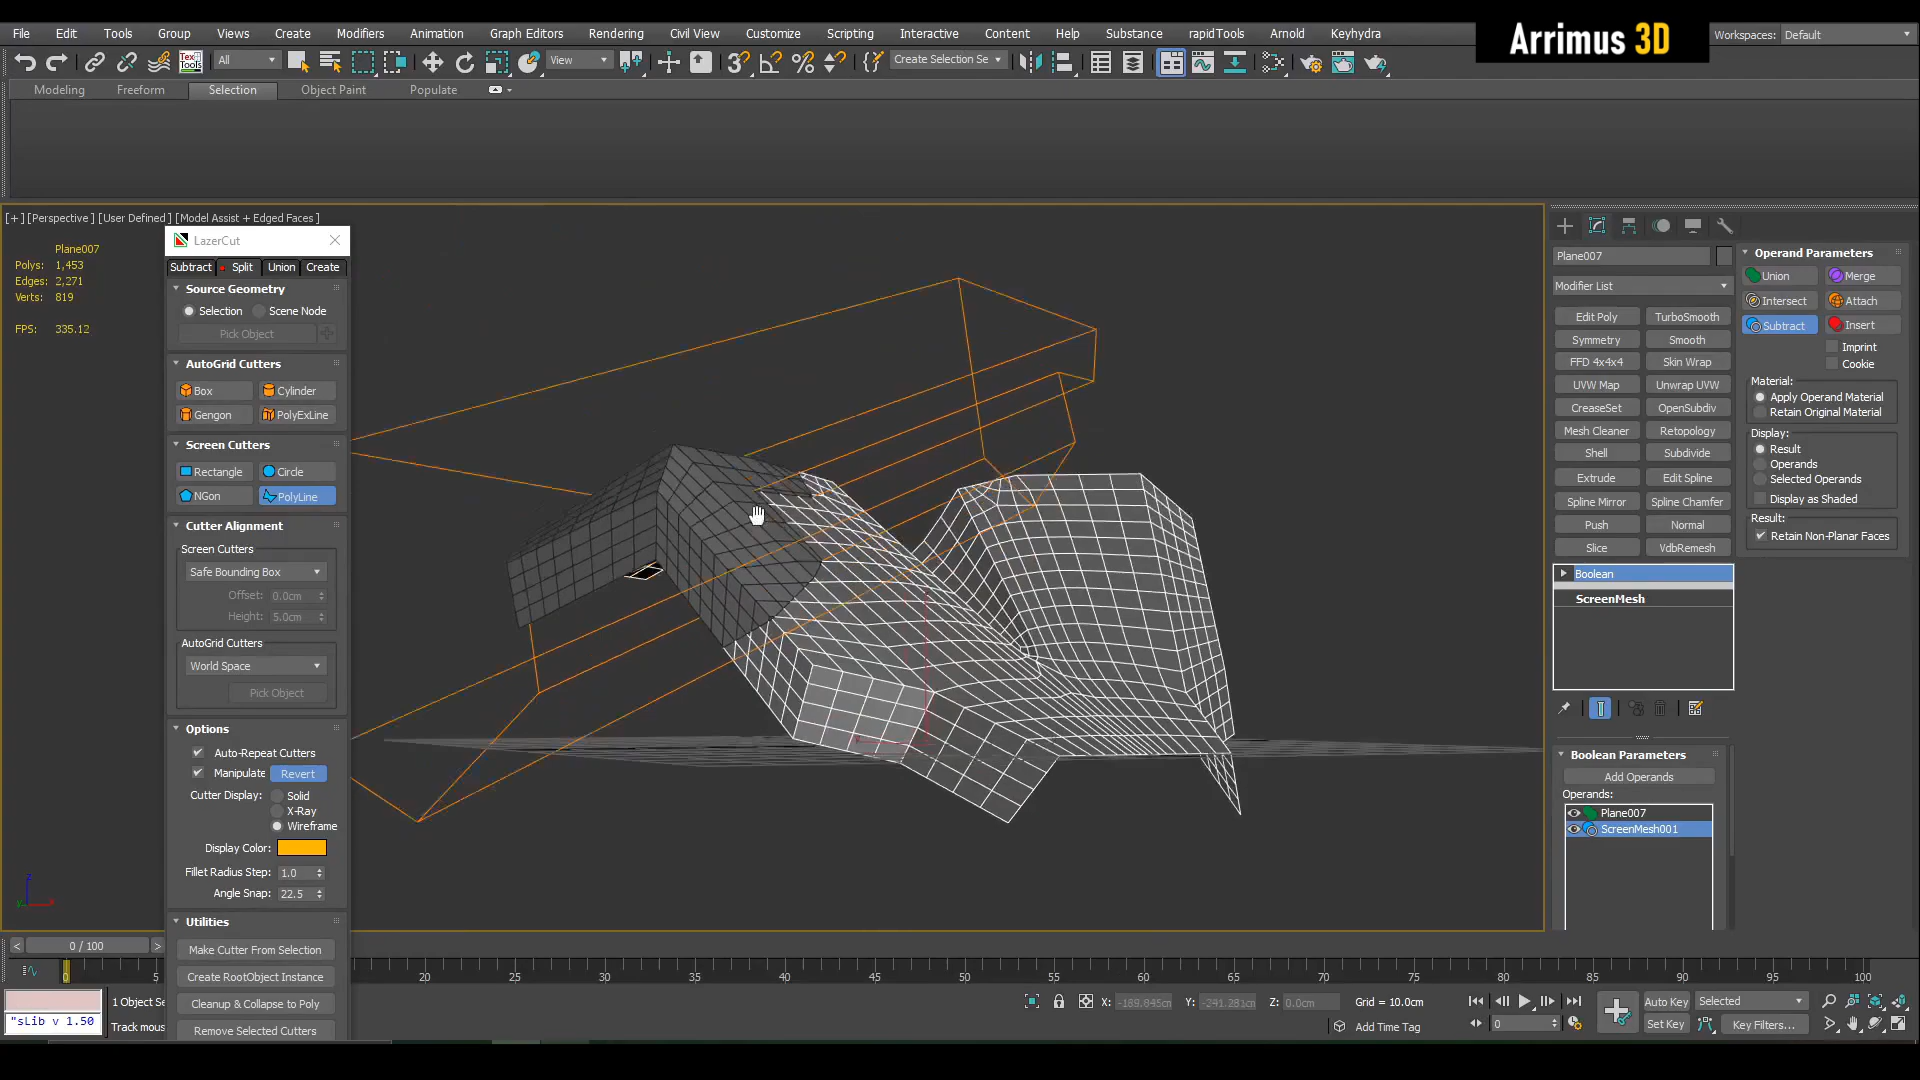 File Edit Tools Group Views Create Modifiers Animation Graph Editors Rendering Civil View Customize Scripting Interactive Content Help Substance rapidTools Arnold Keyhydra
Arrimus 3D
Workspaces: Default
All
View
Create Selection Se
Modeling Freeform Selection Object Paint Populate
[+] [Perspective] [User Defined] [Model Assist + Edged Faces]
Plane007
Polys: 1,453
Edges: 2,271
Verts: 819
FPS: 335.12
LazerCut
Subtract Split Union Create
Source Geometry
Selection Scene Node
Pick Object
AutoGrid Cutters
Box Cylinder
Gengon PolyExLine
Screen Cutters
Rectangle Circle
NGon PolyLine
Cutter Alignment
Screen Cutters
Safe Bounding Box
Offset: 0.0cm
Height: 5.0cm
AutoGrid Cutters
World Space
Pick Object
Options
Auto-Repeat Cutters
Manipulate Revert
Cutter Display: Solid
X-Ray
Wireframe
Display Color:
Fillet Radius Step: 1.0
Angle Snap: 22.5
Utilities
Make Cutter From Selection
Create RootObject Instance
Cleanup & Collapse to Poly
Remove Selected Cutters
Plane007
Modifier List
Edit Poly TurboSmooth
Symmetry Smooth
FFD 4x4x4 Skin Wrap
UVW Map Unwrap UVW
CreaseSet OpenSubdiv
Mesh Cleaner Retopology
Shell Subdivide
Extrude Edit Spline
Spline Mirror Spline Chamfer
Push Normal
Slice VdbRemesh
Boolean
ScreenMesh
Boolean Parameters
Add Operands
Operands:
Plane007
ScreenMesh001
Operand Parameters
Union Merge
Intersect Attach
Subtract Insert
Imprint
Cookie
Material:
Apply Operand Material
Retain Original Material
Display:
Result
Operands
Selected Operands
Display as Shaded
Result:
Retain Non-Planar Faces
< 0 / 100 >
0 5 20 25 30 35 40 45 50 55 60 65 70 75 80 85 90 95 100
1 Object Se
"sLib v 1.50
Track mous
X: -189.845cm Y: -241.281cm Z: 0.0cm Grid = 10.0cm
Add Time Tag
0
Auto Key Selected
Set Key Key Filters...